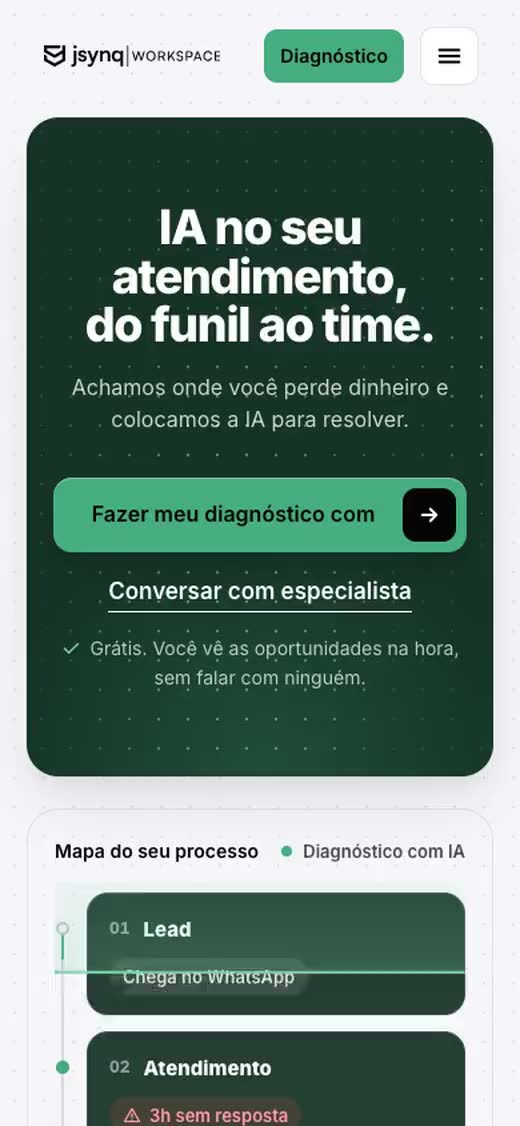 jsynq|WORKSPACE
Diagnóstico
IA no seu
atendimento,
do funil ao time.
Achamos onde você perde dinheiro e
colocamos a IA para resolver.
Fazer meu diagnóstico com
Conversar com especialista
Grátis. Você vê as oportunidades na hora,
sem falar com ninguém.
Mapa do seu processo
Diagnóstico com IA
01 Lead
Chega no WhatsApp
02 Atendimento
3h sem resposta